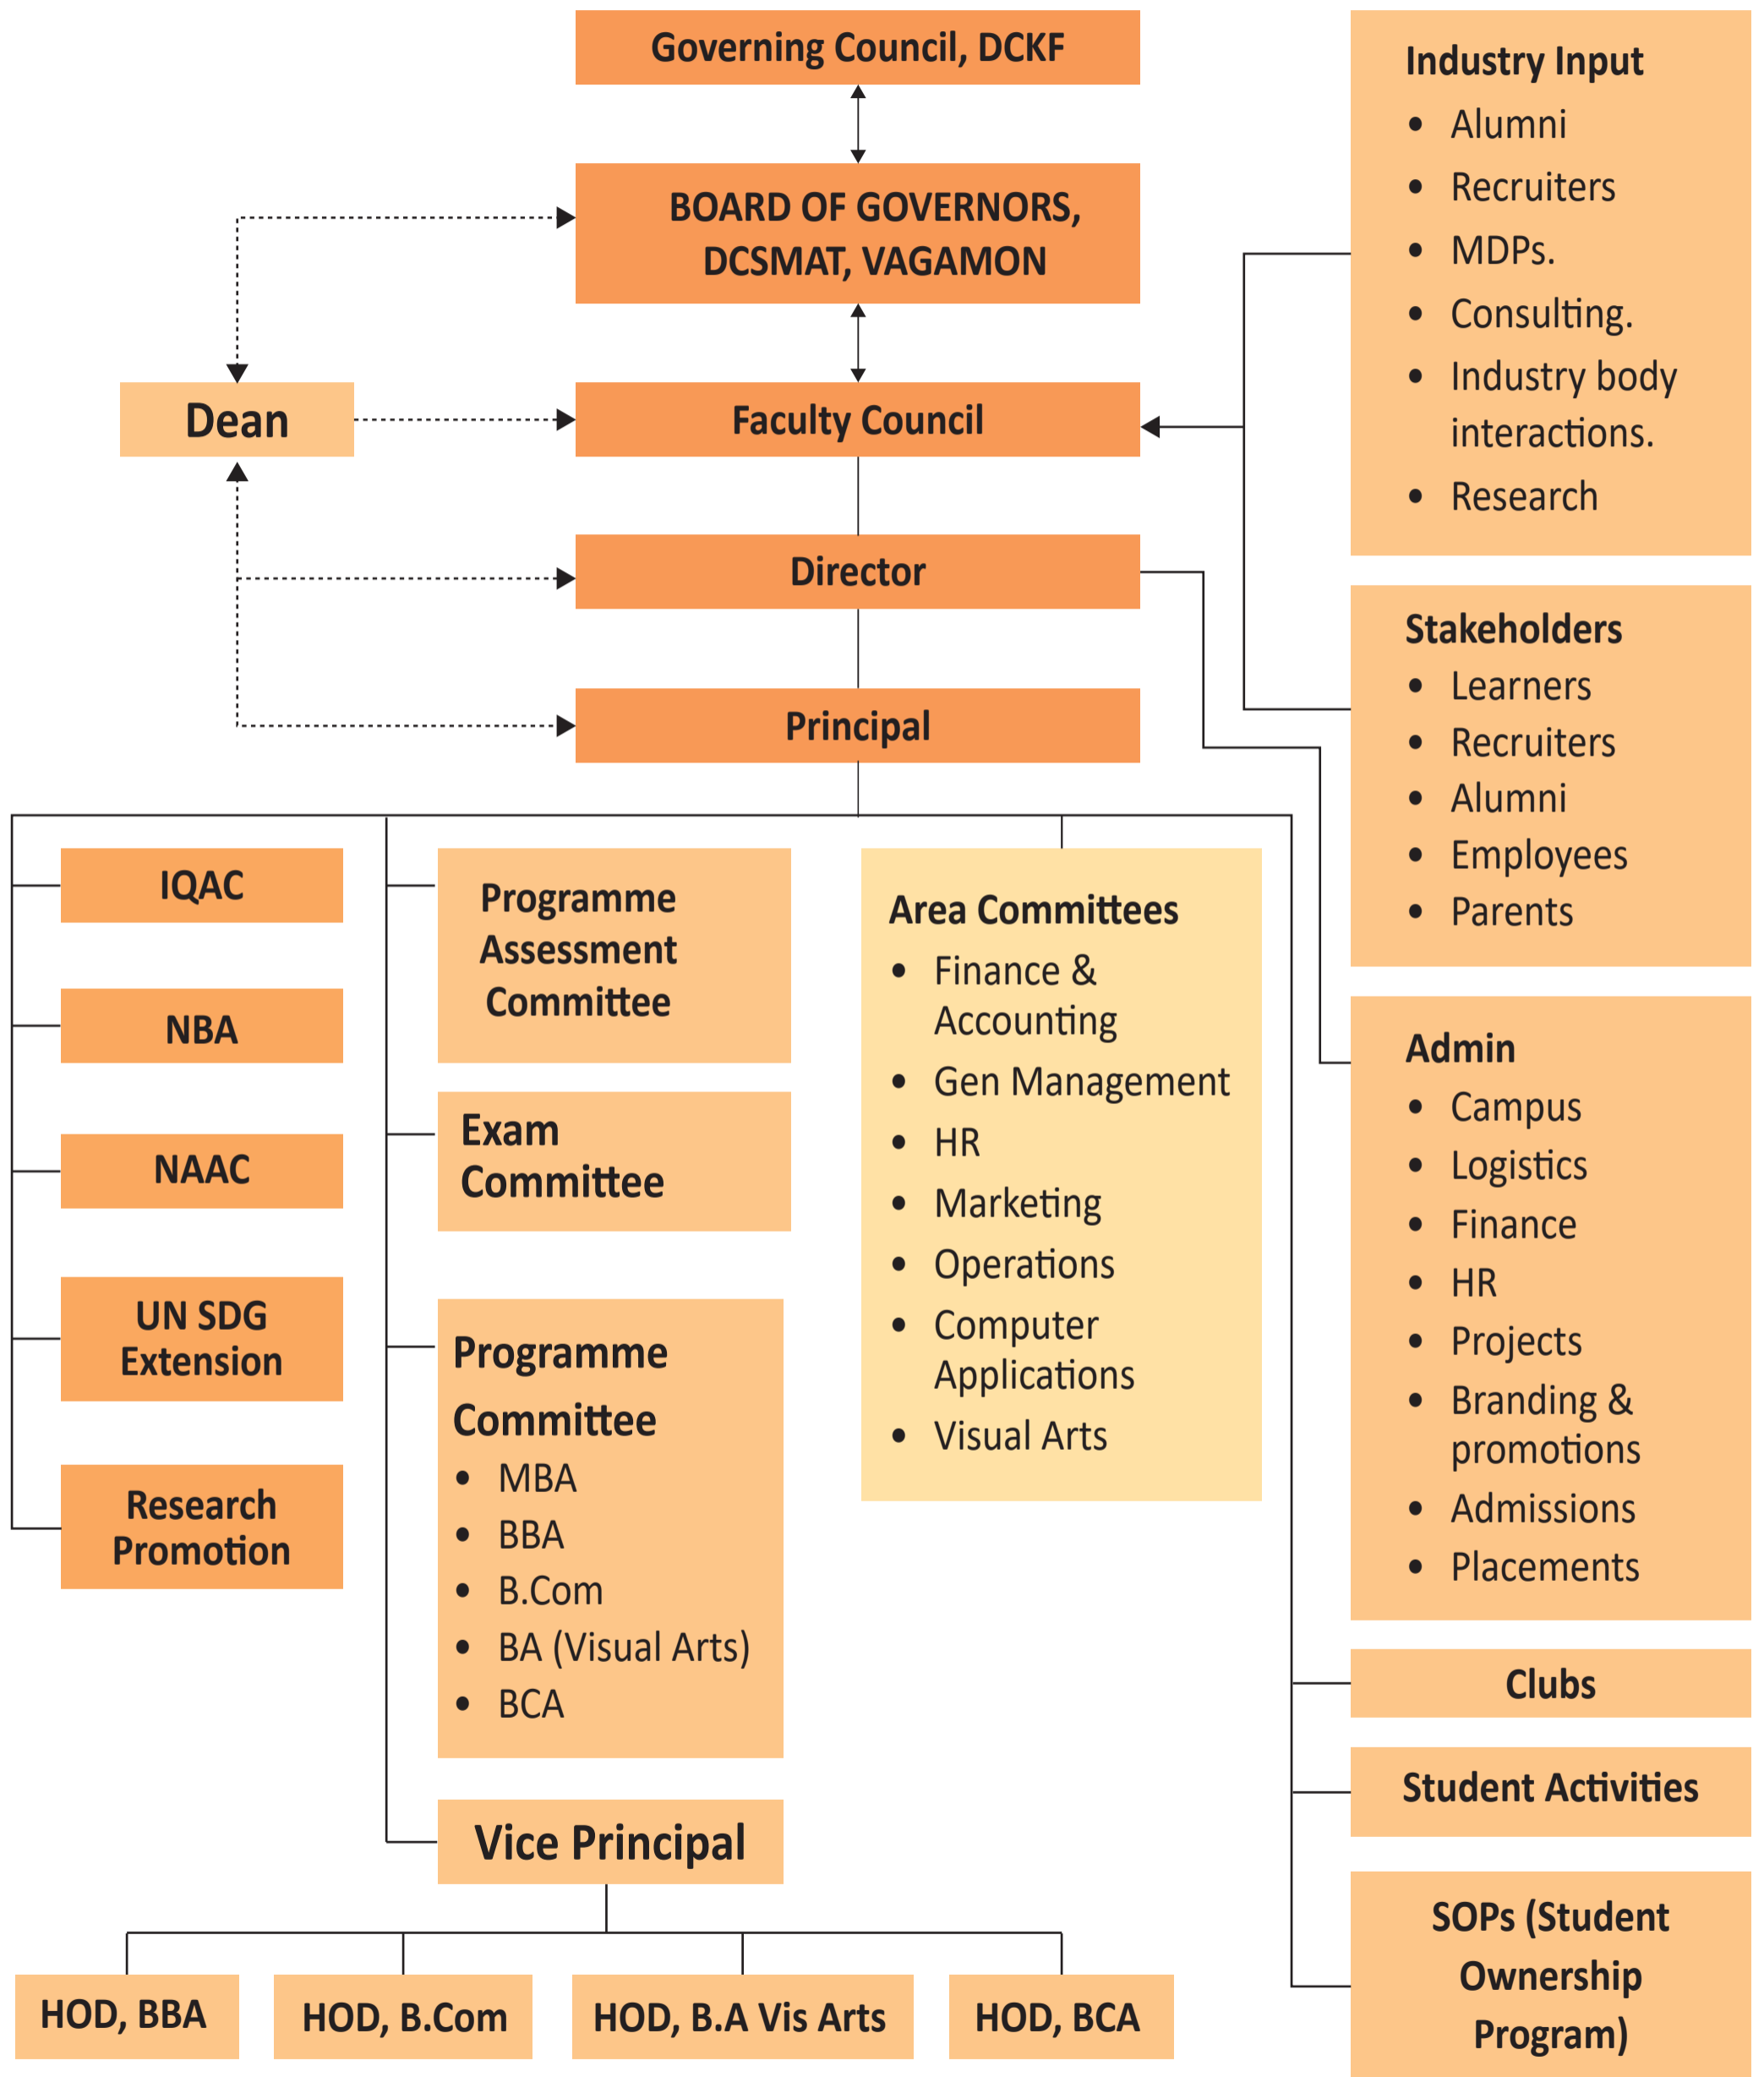 Governing Council, DCKF
BOARD OF GOVERNORS,
DCSMAT, VAGAMON
Dean
Faculty Council
Director
Principal
Industry Input
• Alumni
• Recruiters
• MDPs.
• Consulting.
• Industry body
interactions.
• Research
Stakeholders
• Learners
• Recruiters
• Alumni
• Employees
• Parents
IQAC
NBA
NAAC
UN SDG
Extension
Research
Promotion
Programme
Assessment
Committee
Exam
Committee
Programme
Committee
• MBA
• BBA
• B.Com
• BA (Visual Arts)
• BCA
Area Committees
• Finance &
Accounting
• Gen Management
• HR
• Marketing
• Operations
• Computer
Applications
• Visual Arts
Admin
• Campus
• Logistics
• Finance
• HR
• Projects
• Branding &
promotions
• Admissions
• Placements
Clubs
Student Activities
SOPs (Student
Ownership
Program)
Vice Principal
HOD, BBA
HOD, B.Com
HOD, B.A Vis Arts
HOD, BCA